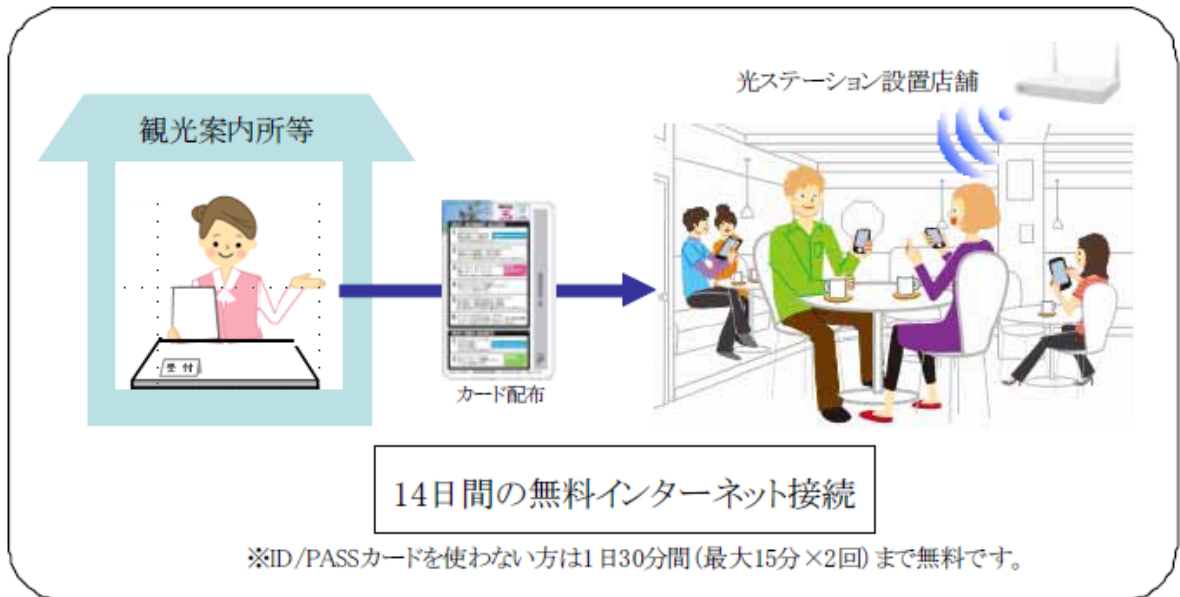 光ステーション設置店舗
観光案内所等
受付
カード配布
14日間の無料インターネット接続
※ID/PASSカードを使わない方は1日30分間(最大15分×2回)まで無料です。